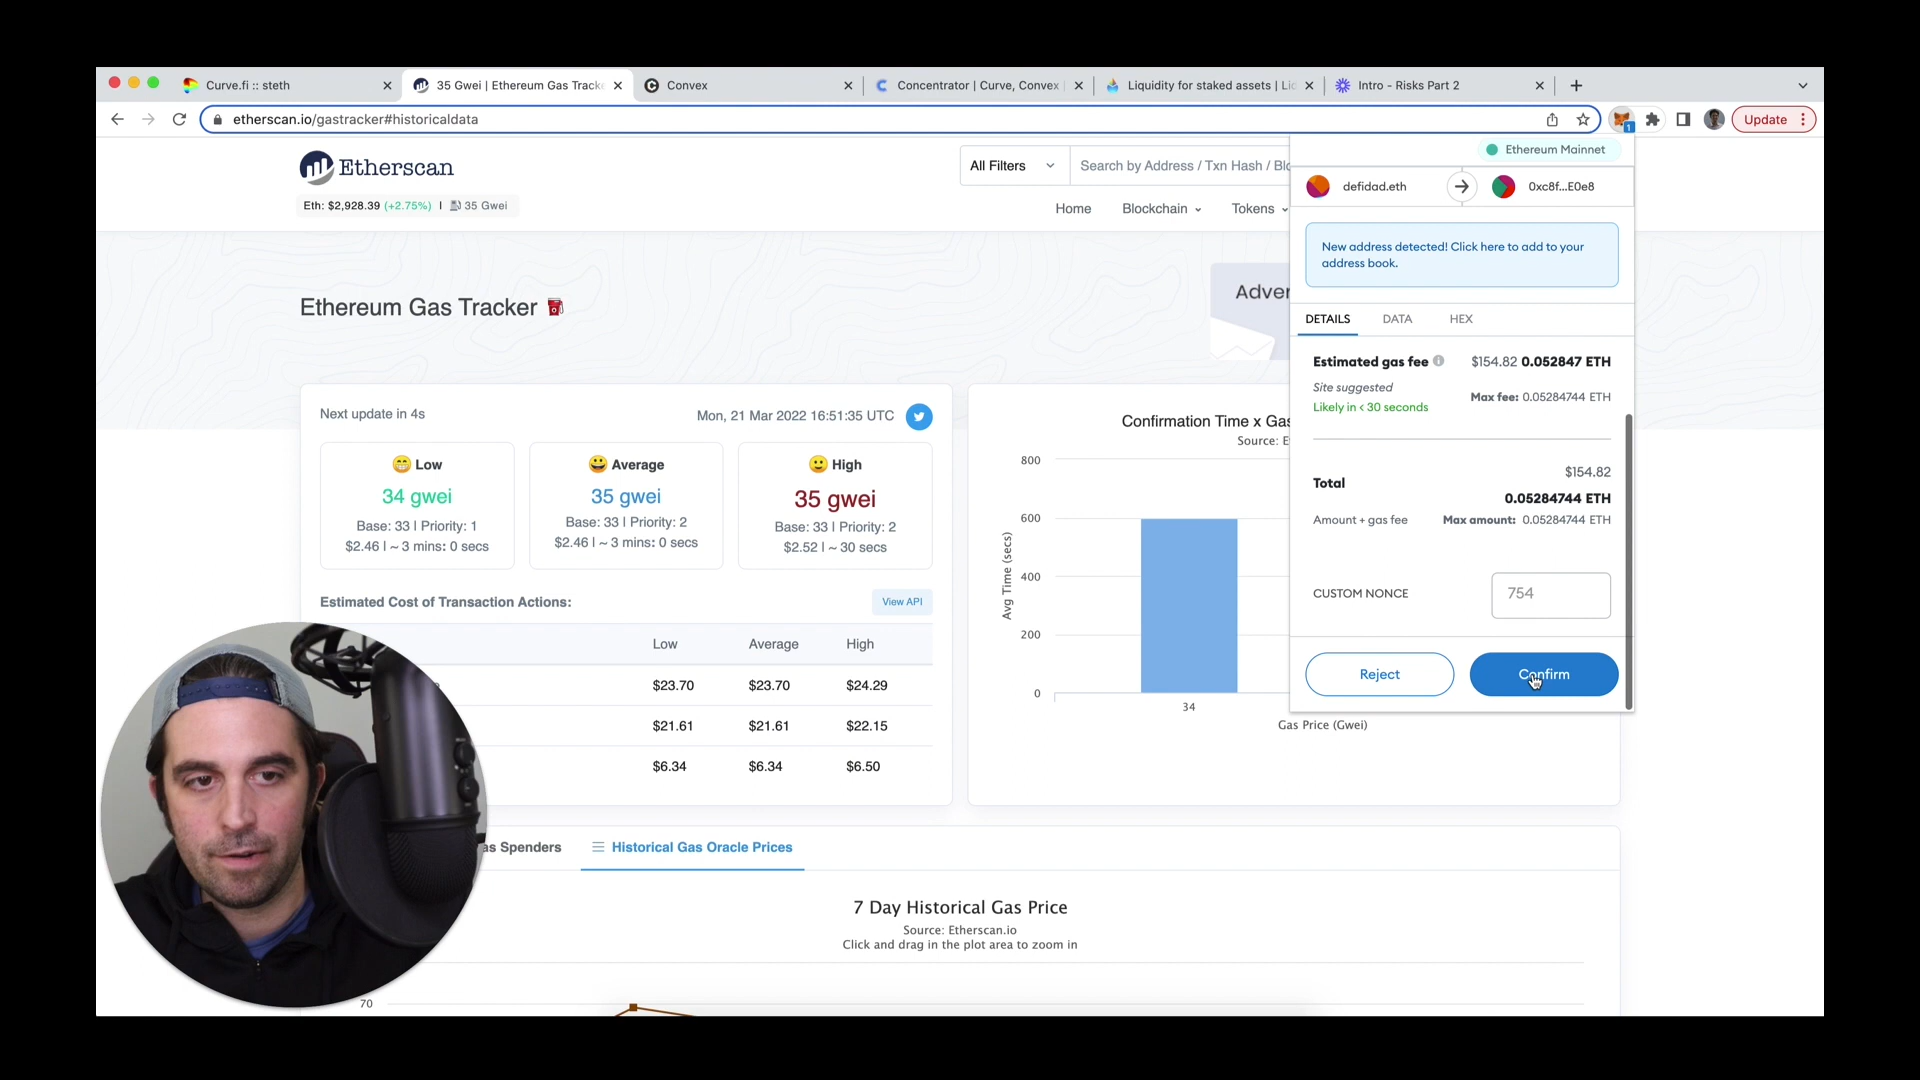 Curve.fi :: steth
35 Gwei | Ethereum Gas Tracke
Convex
Concentrator | Curve, Convex
Liquidity for staked assets | Lid
Intro - Risks Part 2
etherscan.io/gastracker#historicaldata
1
Update
Etherscan
Eth: $2,928.39 (+2.75%) | 35 Gwei
All Filters
Search by Address / Txn Hash / Blo
Home
Blockchain
Tokens
Ethereum Gas Tracker
Adver
Next update in 4s
Mon, 21 Mar 2022 16:51:35 UTC
Low
34 gwei
Base: 33 | Priority: 1
$2.46 | ~ 3 mins: 0 secs
Average
35 gwei
Base: 33 | Priority: 2
$2.46 | ~ 3 mins: 0 secs
High
35 gwei
Base: 33 | Priority: 2
$2.52 | ~ 30 secs
Estimated Cost of Transaction Actions:
View API
Low Average High
$23.70 $23.70 $24.29
$21.61 $21.61 $22.15
$6.34 $6.34 $6.50
Confirmation Time x Gas
Source: E
Avg Time (secs)
800
600
400
200
0
34
Gas Price (Gwei)
Ethereum Mainnet
defidad.eth
0xc8f...E0e8
New address detected! Click here to add to your
address book.
DETAILS
DATA
HEX
Estimated gas fee $154.82 0.052847 ETH
Site suggested
Likely in < 30 seconds
Max fee: 0.05284744 ETH
$154.82
Total
0.05284744 ETH
Amount + gas fee
Max amount: 0.05284744 ETH
CUSTOM NONCE
754
Reject
Confirm
as Spenders
Historical Gas Oracle Prices
7 Day Historical Gas Price
Source: Etherscan.io
Click and drag in the plot area to zoom in
70